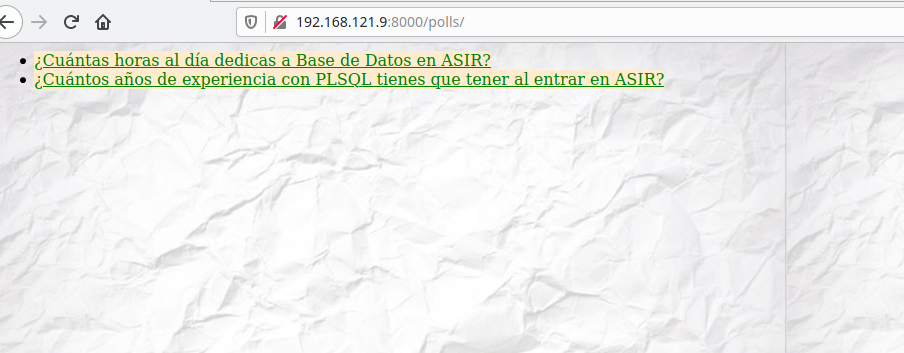 192.168.121.9:8000/polls/
¿Cuántas horas al día dedicas a Base de Datos en ASIR?
¿Cuántos años de experiencia con PLSQL tienes que tener al entrar en ASIR?